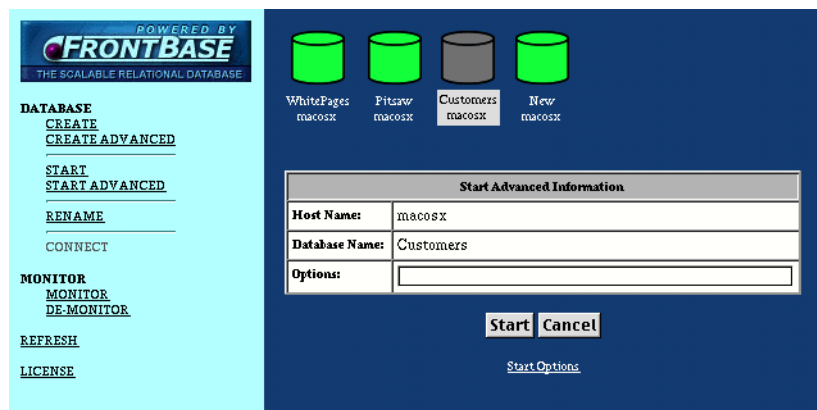 POWERED BY
FRONTBASE
THE SCALABLE RELATIONAL DATABASE
DATABASE
CREATE
CREATE ADVANCED
START
START ADVANCED
RENAME
CONNECT
MONITOR
MONITOR
DE-MONITOR
REFRESH
LICENSE
WhitePages Pitsaw Customers New
macosx macosx macosx macosx
Start Advanced Information
Host Name: macosx
Database Name: Customers
Options:
Start Cancel
Start Options